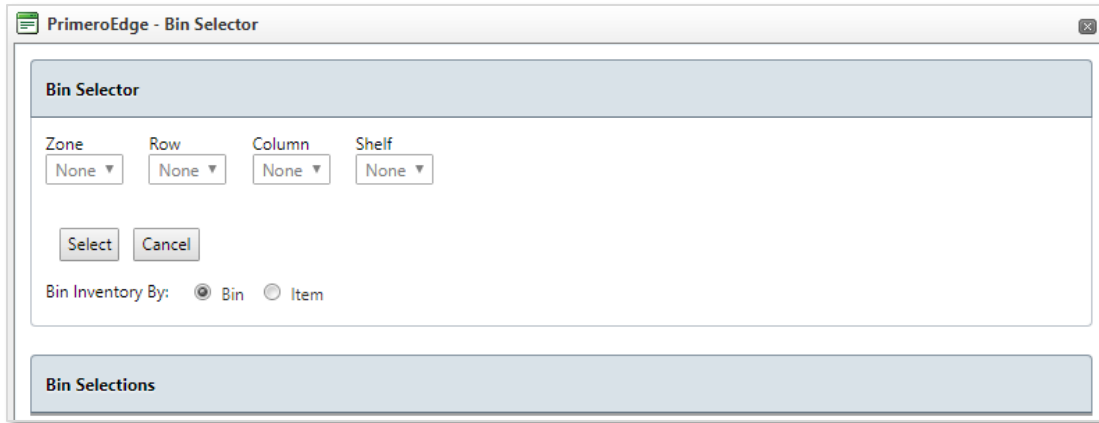 PrimeroEdge - Bin Selector
Bin Selector
Zone Row Column Shelf
None None None None
Select Cancel
Bin Inventory By: Bin Item
Bin Selections